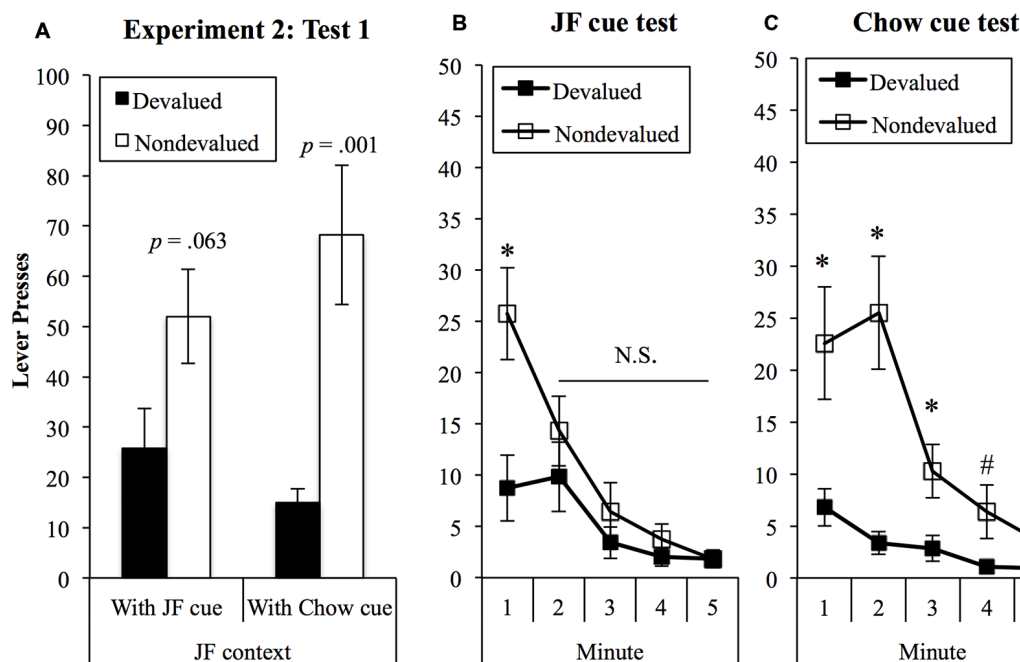 A
Experiment 2: Test 1
Lever Presses
100
90
80
70
60
50
40
30
20
10
0
Devalued
Nondevalued
p = .063
p = .001
With JF cue
With Chow cue
JF context
B
JF cue test
50
45
40
35
30
25
20
15
10
5
0
Devalued
Nondevalued
*
N.S.
1 2 3 4 5
Minute
C
Chow cue test
50
45
40
35
30
25
20
15
10
5
0
Devalued
Nondevalued
*
*
*
#
1 2 3 4
Minute